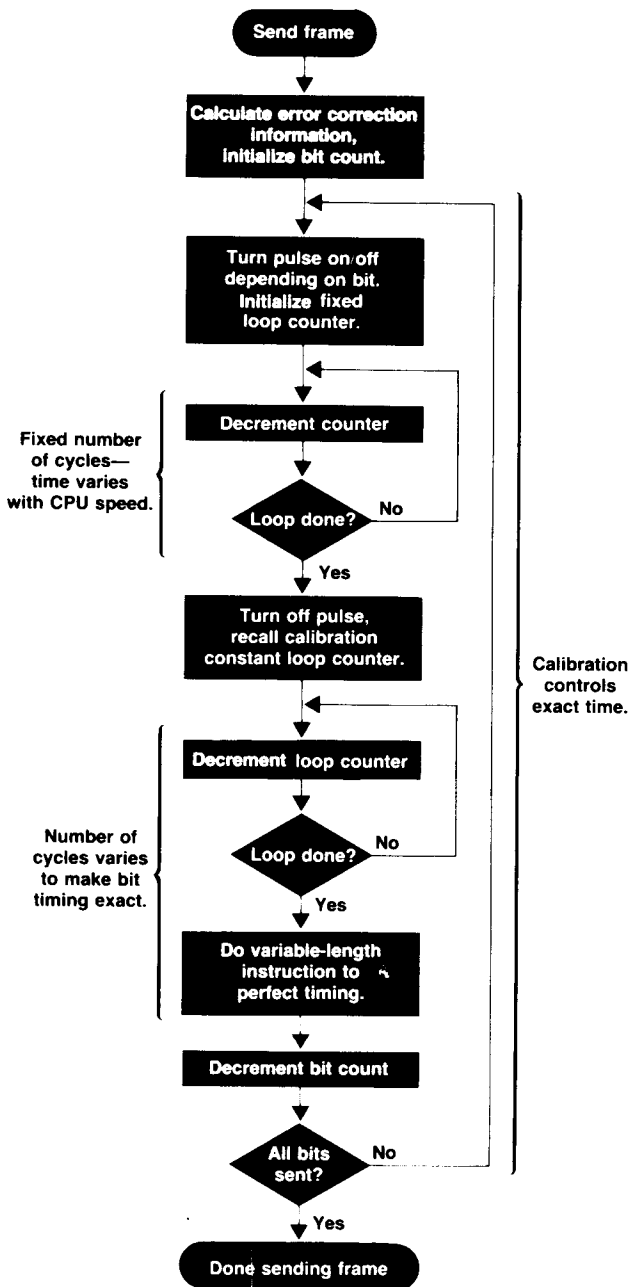 Send frame
Calculate error correction
information,
initialize bit count.
Turn pulse on/off
depending on bit.
Initialize fixed
loop counter.
Fixed number
of cycles—
time varies
with CPU speed.
Decrement counter
Loop done?
No
Yes
Turn off pulse,
recall calibration
constant loop counter.
Calibration
controls
exact time.
Decrement loop counter
Number of
cycles varies
to make bit
timing exact.
Loop done?
No
Yes
Do variable-length
instruction to
perfect timing.
Decrement bit count
All bits
sent?
No
Yes
Done sending frame